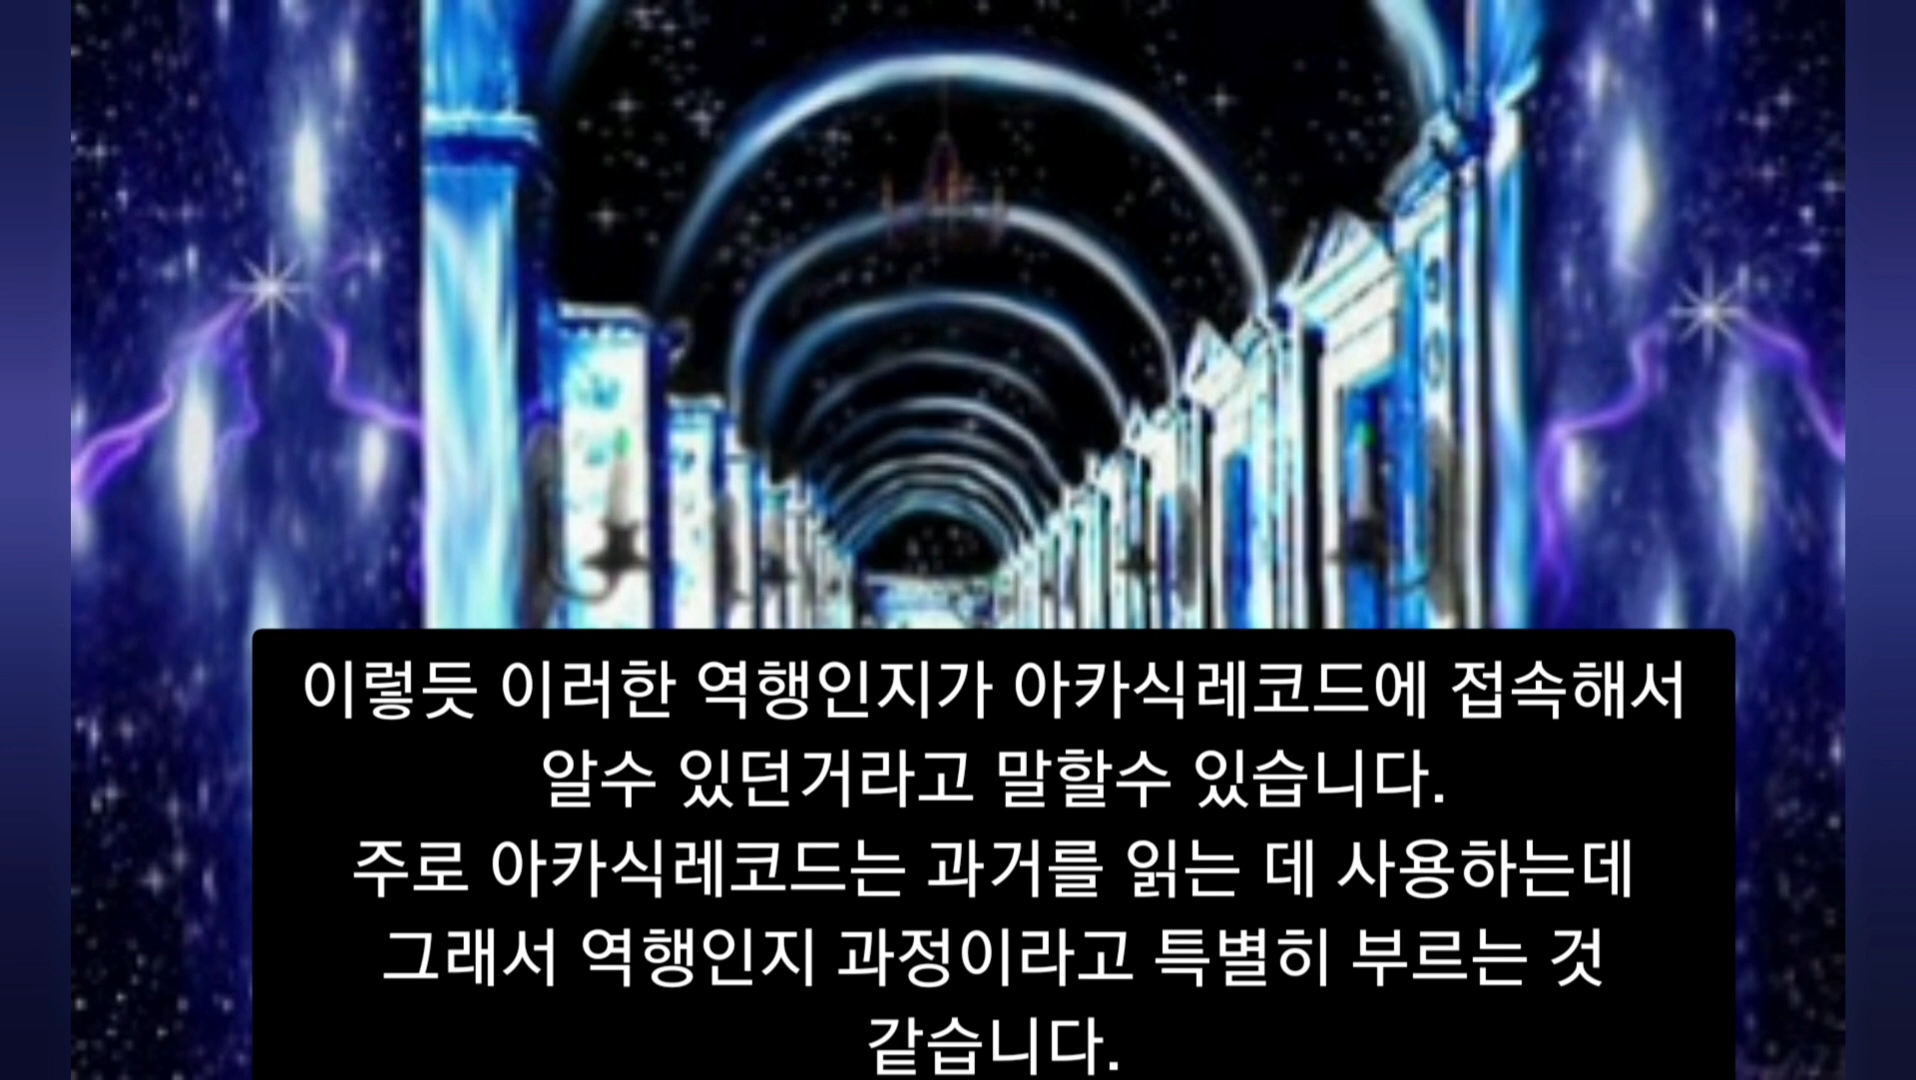 이렇듯 이러한 역행인지가 아카식레코드에 접속해서
알수 있던거라고 말할수 있습니다.
주로 아카식레코드는 과거를 읽는 데 사용하는데
그래서 역행인지 과정이라고 특별히 부르는 것
같습니다.